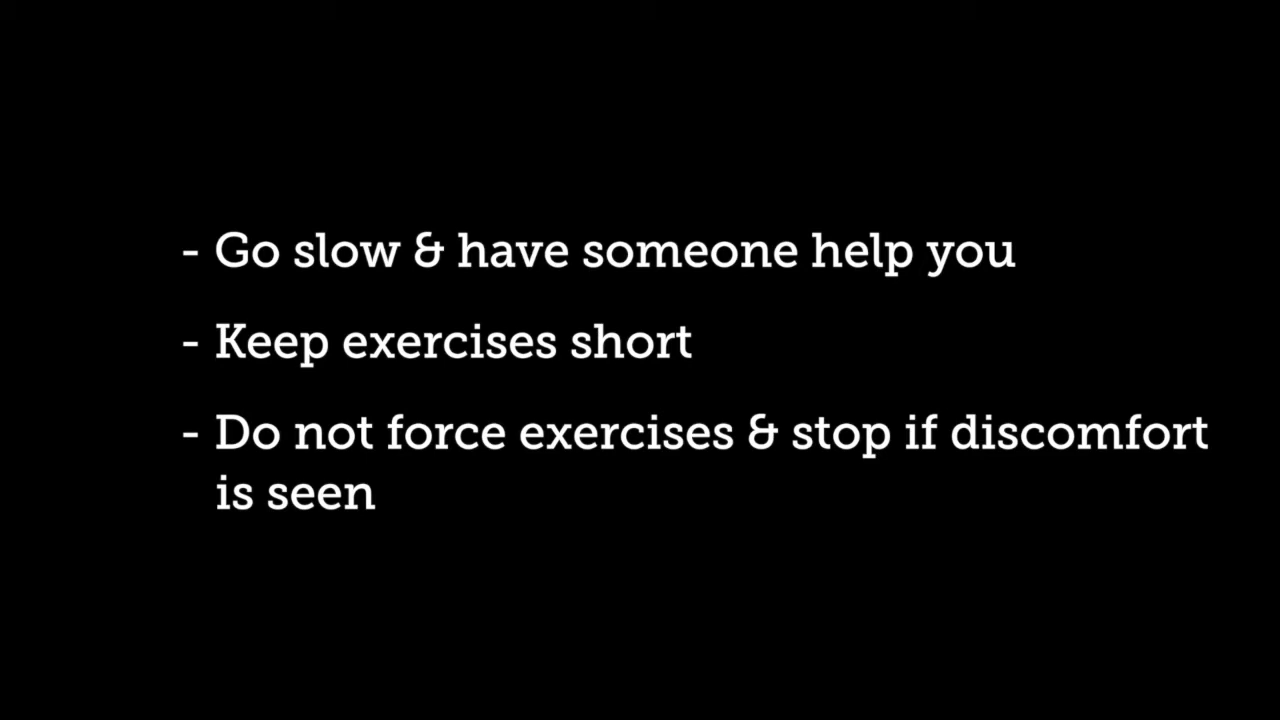 - Go slow & have someone help you
- Keep exercises short
- Do not force exercises & stop if discomfort
is seen